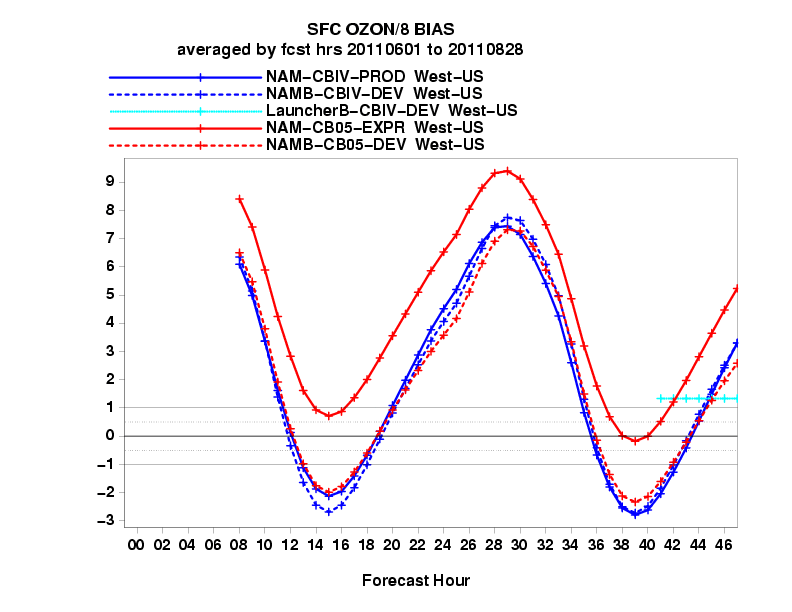 SFC OZON/8 BIAS
averaged by fcst hrs 20110601 to 20110828
NAM-CBIV-PROD West-US
NAMB-CBIV-DEV West-US
LauncherB-CBIV-DEV West-US
NAM-CB05-EXPR West-US
NAMB-CB05-DEV West-US
9
8
7
6
5
4
3
2
1
0
-1
-2
-3
00 02 04 06 08 10 12 14 16 18 20 22 24 26 28 30 32 34 36 38 40 42 44 46
Forecast Hour